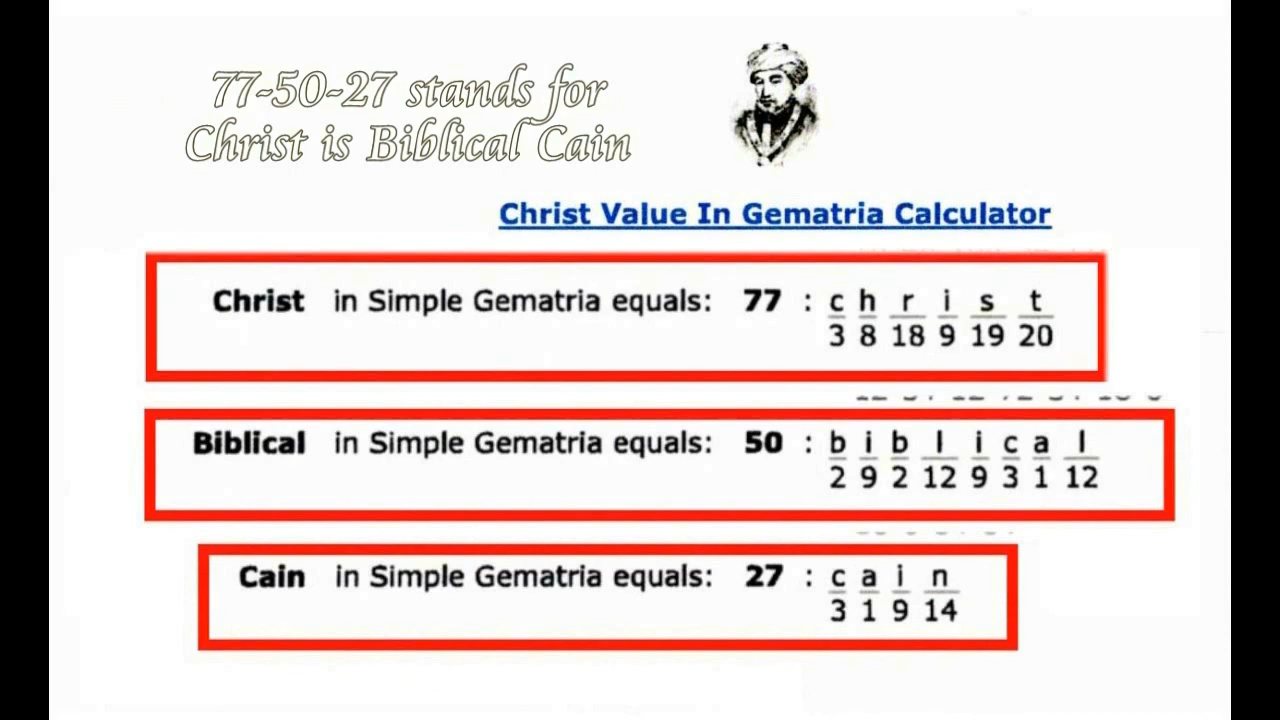 77-50-27 stands for
Christ is Biblical Cain
Christ Value In Gematria Calculator
Christ in Simple Gematria equals: 77 : c h r i s t
3 8 18 9 19 20
Biblical in Simple Gematria equals: 50 : b i b l i c a l
2 9 2 12 9 3 1 12
Cain in Simple Gematria equals: 27 : c a i n
3 1 9 14